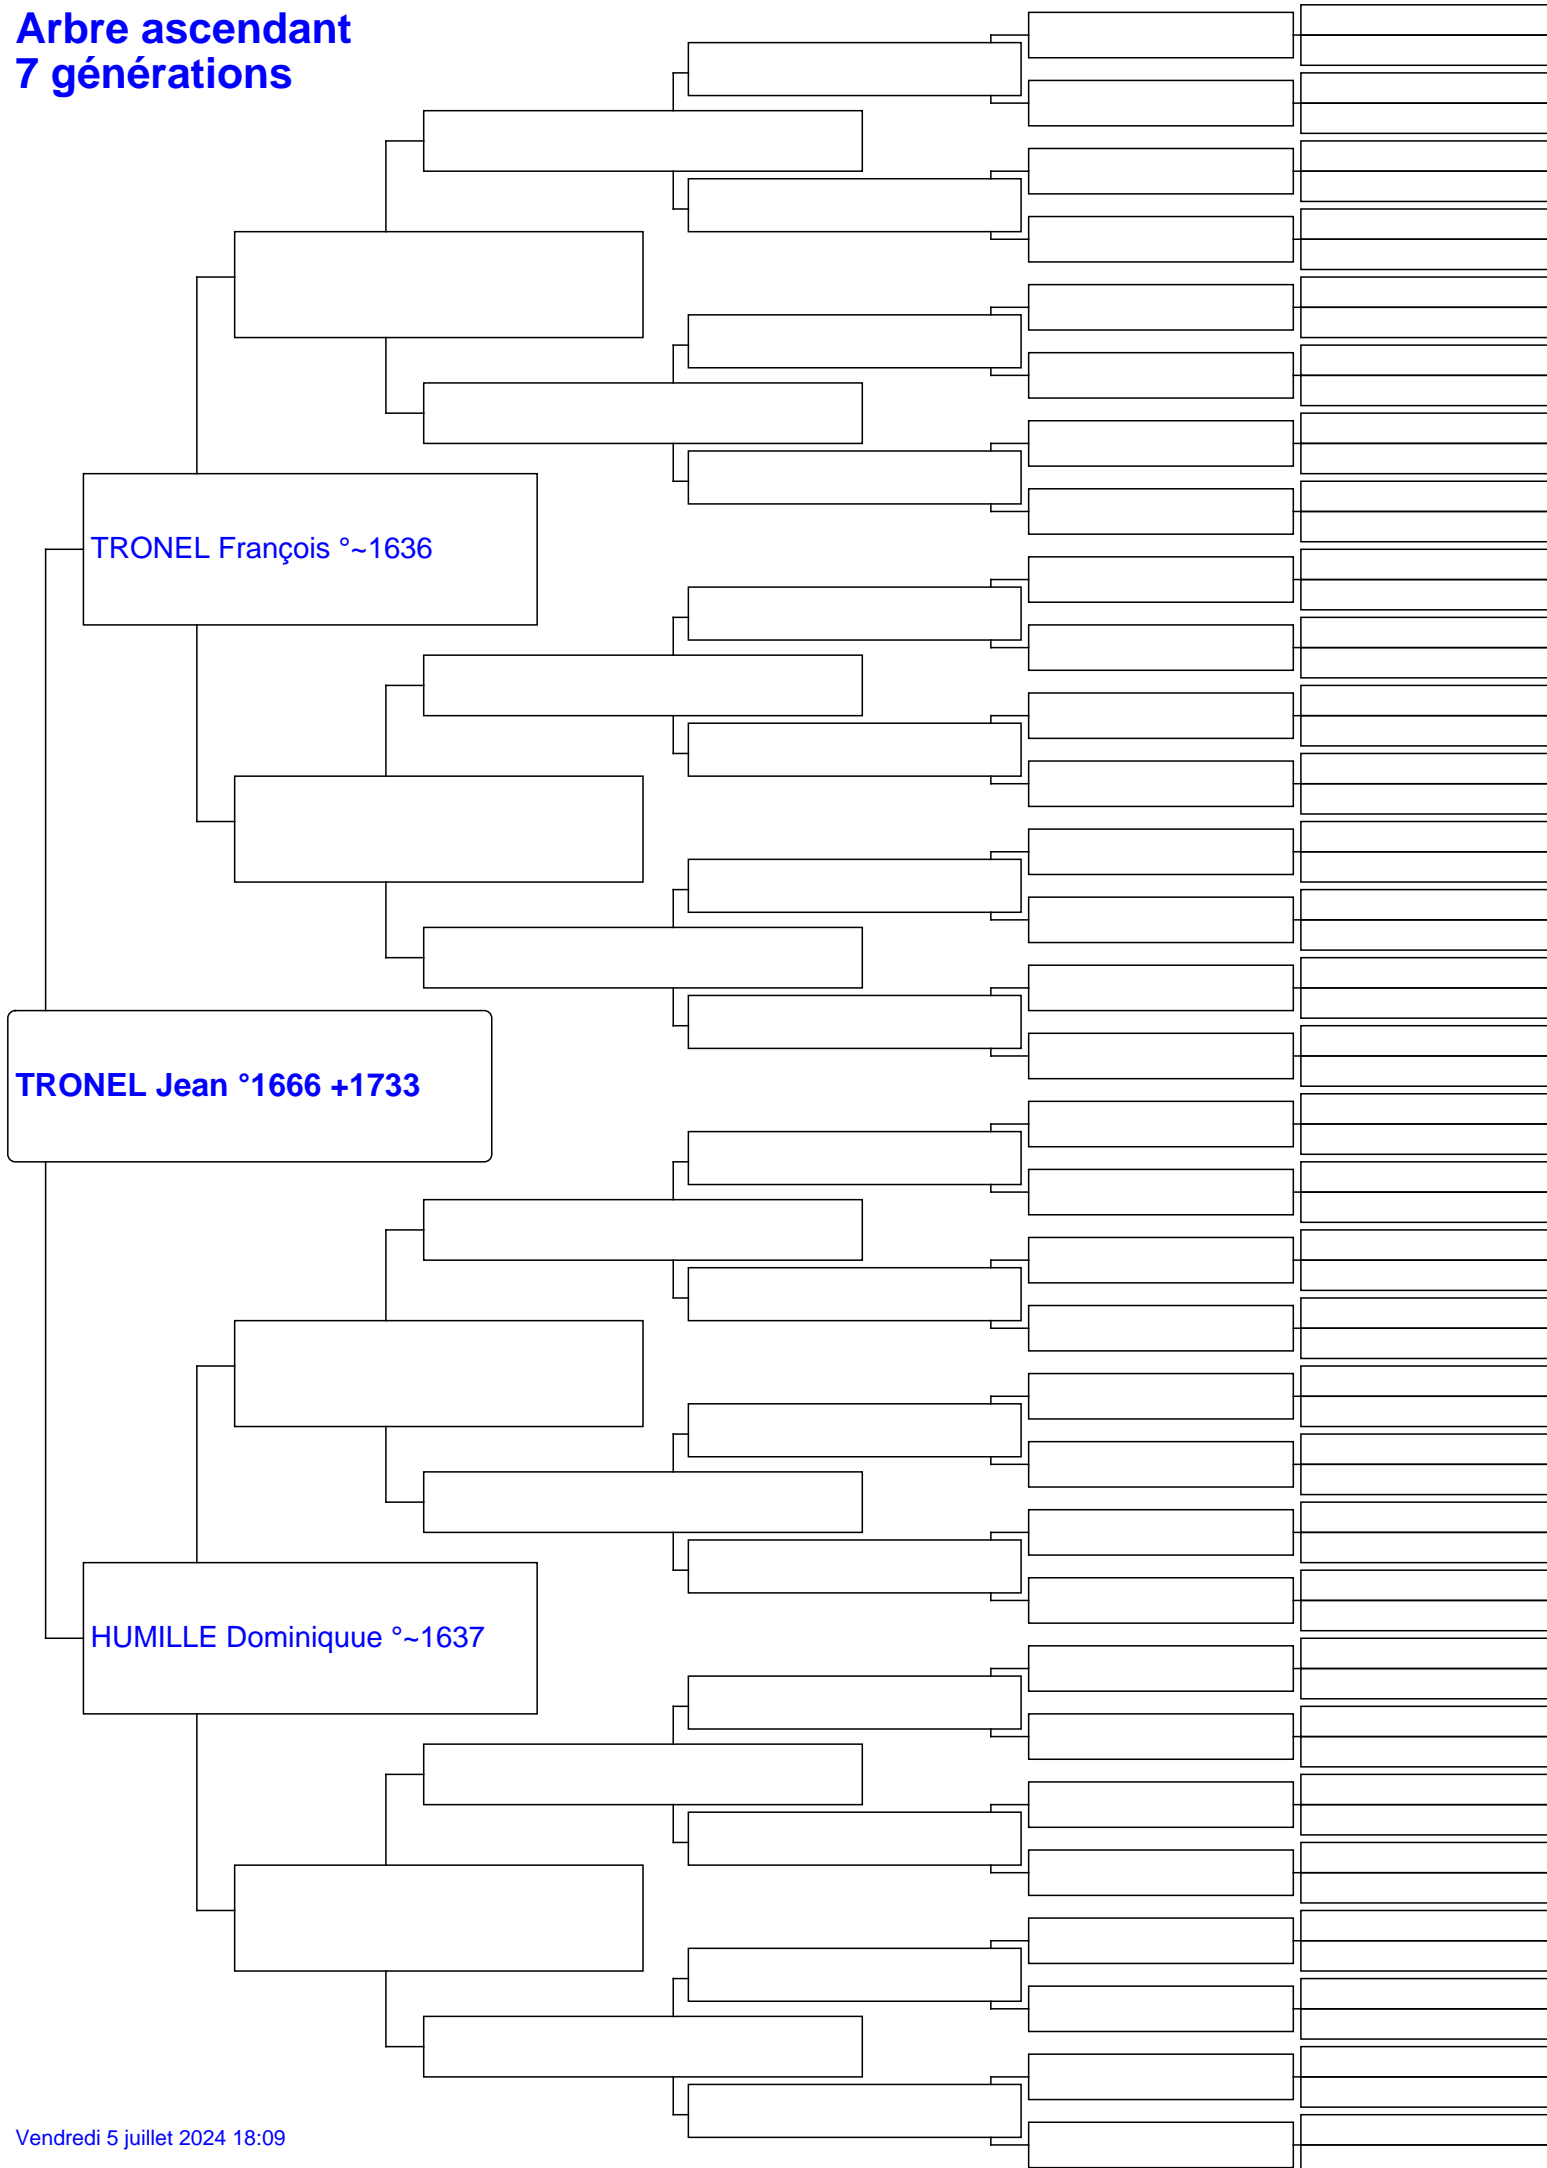 Arbre ascendant
7 générations
TRONEL François °~1636
TRONEL Jean °1666 +1733
HUMILLE Dominiquue °~1637
Vendredi 5 juillet 2024 18:09